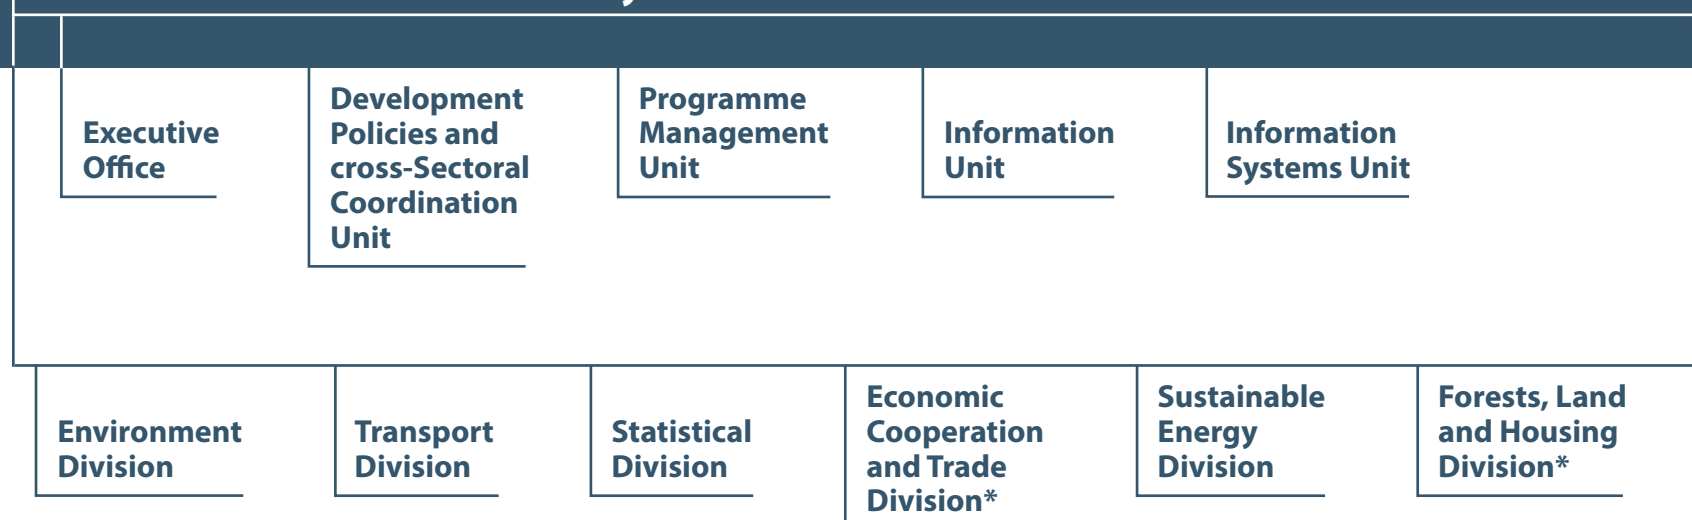 Executive
Office
Development
Policies and
cross-Sectoral
Coordination
Unit
Programme
Management
Unit
Information
Unit
Information
Systems Unit
Environment
Division
Transport
Division
Statistical
Division
Economic
Cooperation
and Trade
Division*
Sustainable
Energy
Division
Forests, Land
and Housing
Division*